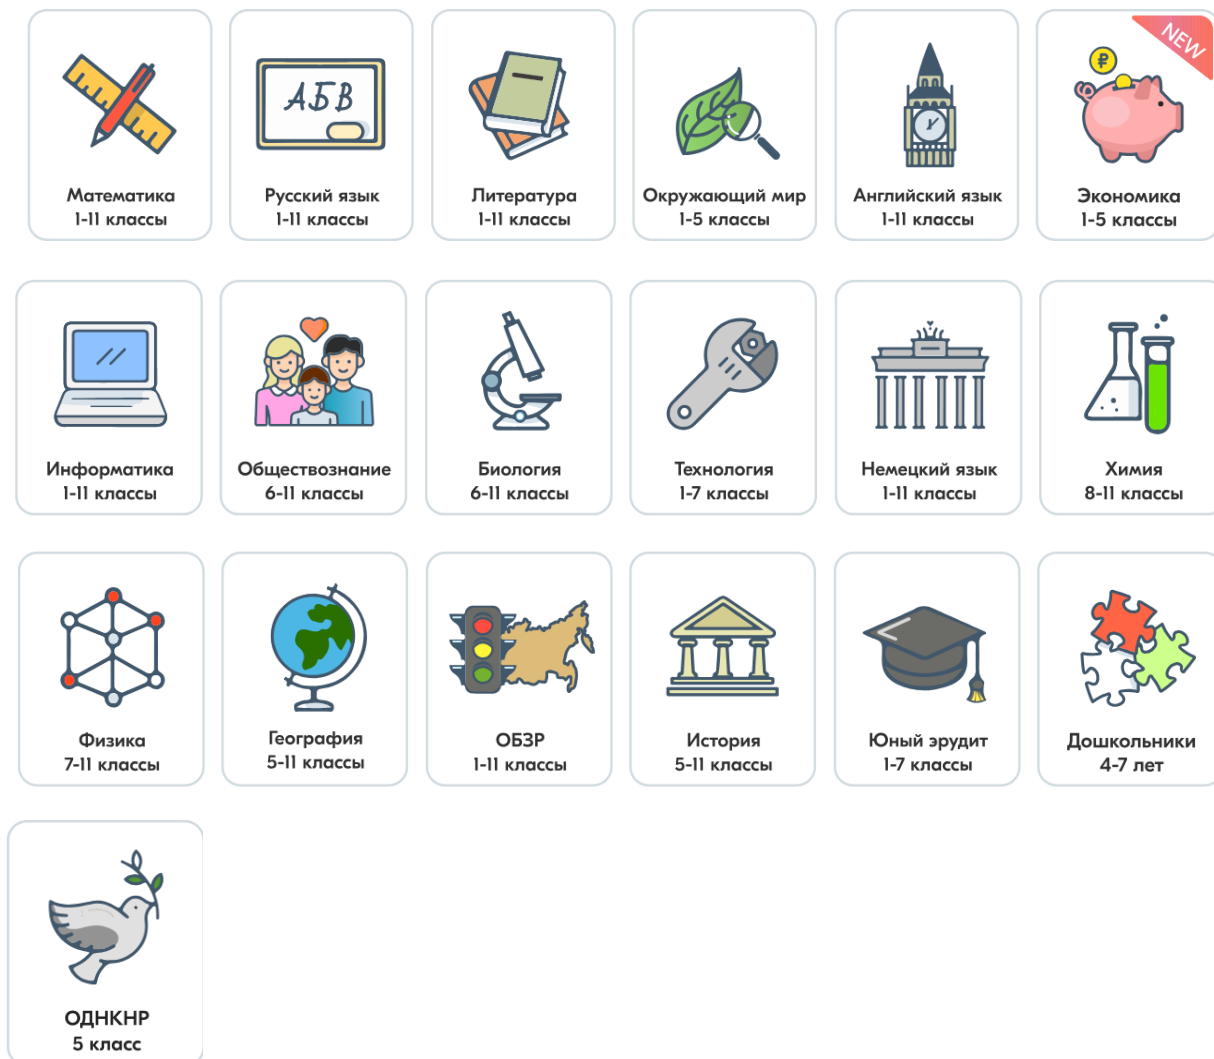 NEW
₽
АБВ
Математика
1-11 классы
Русский язык
1-11 классы
Литература
1-11 классы
Окружающий мир
1-5 классы
Английский язык
1-11 классы
Экономика
1-5 классы
Информатика
1-11 классы
Обществознание
6-11 классы
Биология
6-11 классы
Технология
1-7 классы
Немецкий язык
1-11 классы
Химия
8-11 классы
Физика
7-11 классы
География
5-11 классы
ОБЗР
1-11 классы
История
5-11 классы
Юный эрудит
1-7 классы
Дошкольники
4-7 лет
ОДНКНР
5 класс